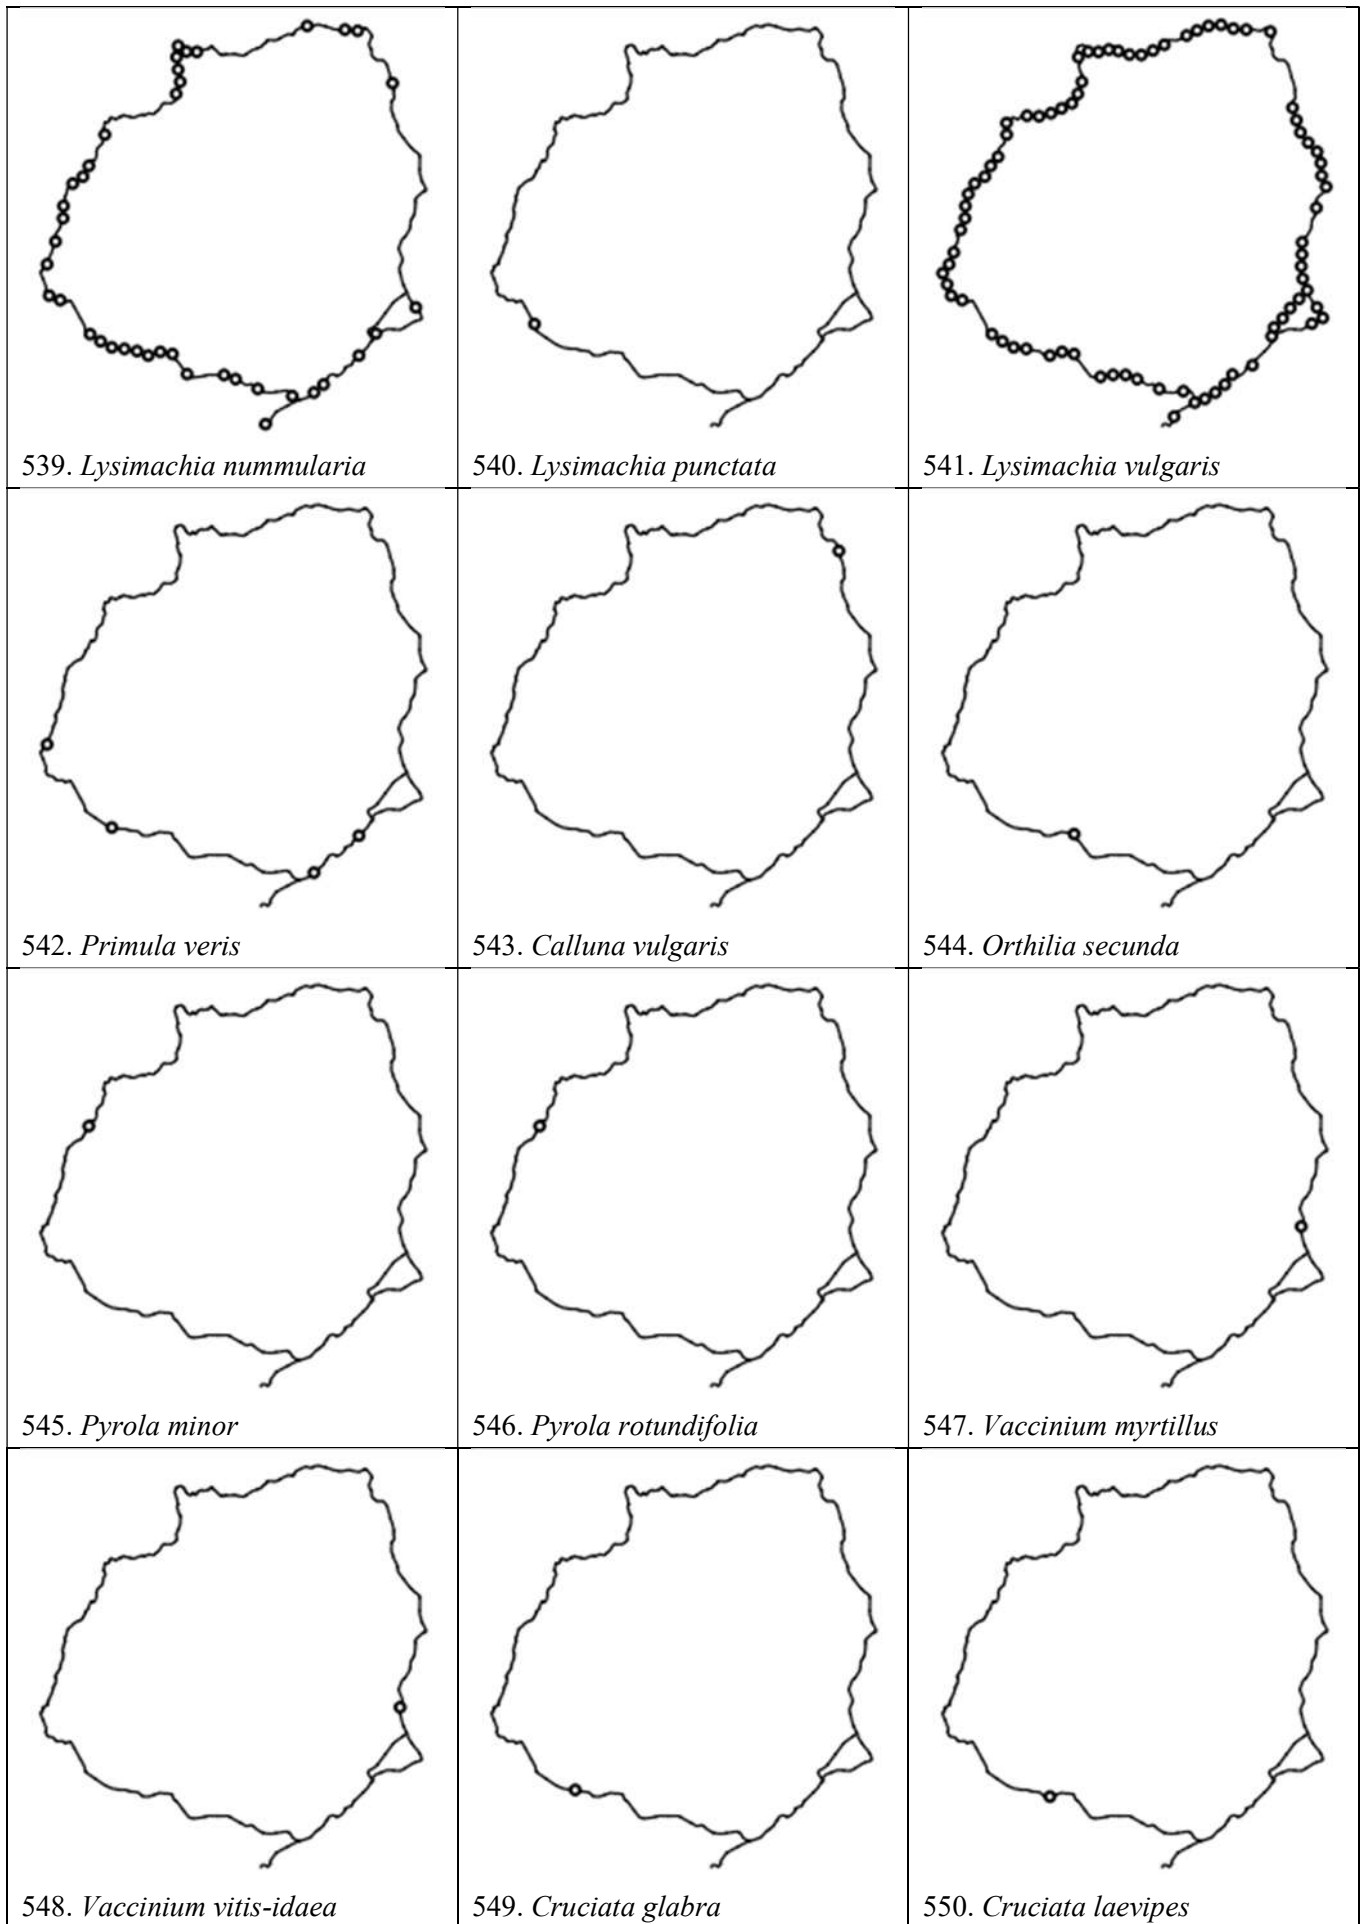 539. Lysimachia nummularia
540. Lysimachia punctata
541. Lysimachia vulgaris
542. Primula veris
543. Calluna vulgaris
544. Orthilia secunda
545. Pyrola minor
546. Pyrola rotundifolia
547. Vaccinium myrtillus
548. Vaccinium vitis-idaea
549. Cruciata glabra
550. Cruciata laevipes